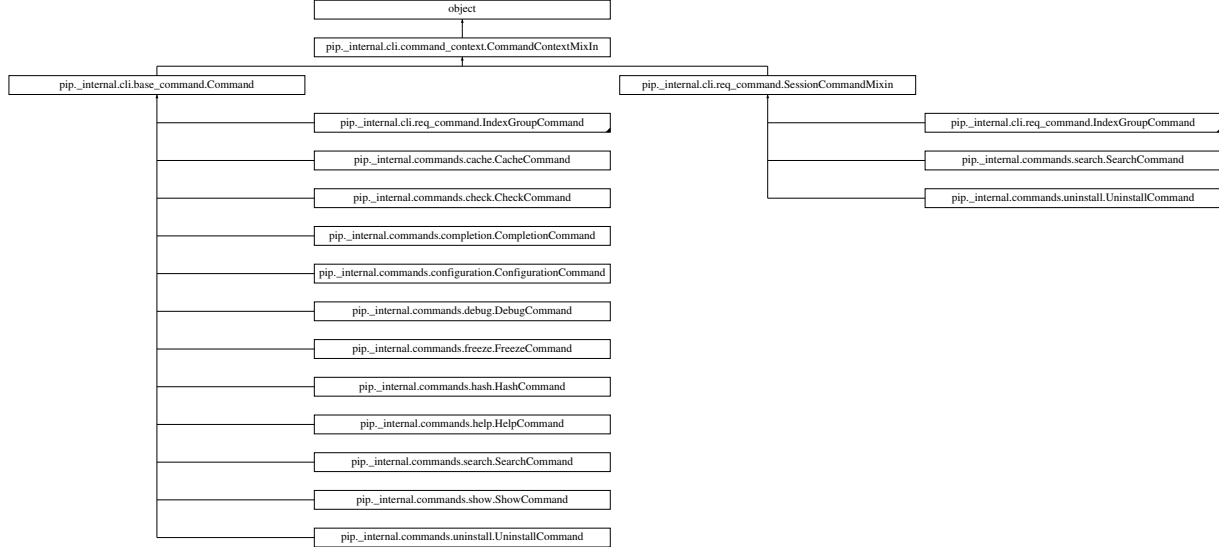 object
pip._internal.cli.command_context.CommandContextMixIn
pip._internal.cli.base_command.Command
pip._internal.cli.req_command.SessionCommandMixin
pip._internal.cli.req_command.IndexGroupCommand
pip._internal.commands.cache.CacheCommand
pip._internal.commands.check.CheckCommand
pip._internal.commands.completion.CompletionCommand
pip._internal.commands.configuration.ConfigurationCommand
pip._internal.commands.debug.DebugCommand
pip._internal.commands.freeze.FreezeCommand
pip._internal.commands.hash.HashCommand
pip._internal.commands.help.HelpCommand
pip._internal.commands.search.SearchCommand
pip._internal.commands.show.ShowCommand
pip._internal.commands.uninstall.UninstallCommand
pip._internal.cli.req_command.IndexGroupCommand
pip._internal.commands.search.SearchCommand
pip._internal.commands.uninstall.UninstallCommand